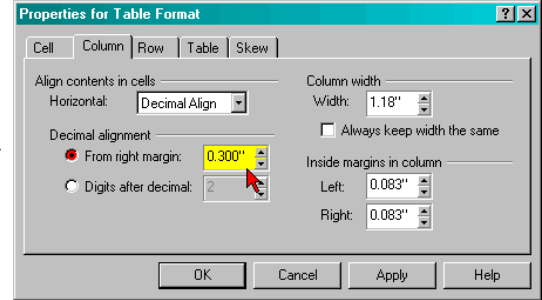 Properties for Table Format
Cell Column Row Table Skew
Align contents in cells
Horizontal: Decimal Align
Decimal alignment
From right margin: 0.300"
Digits after decimal: 2
Column width
Width: 1.18"
Always keep width the same
Inside margins in column
Left: 0.083"
Right: 0.083"
OK Cancel Apply Help